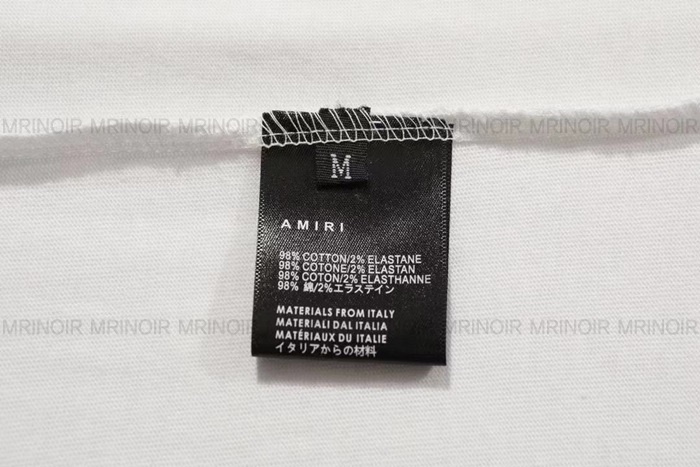 MRINOIR MRINOIR MRINOIR MRINOIR MRINOIR MRINOIR MRINOIR
M
AMIRI
98% COTTON/2% ELASTANE
98% COTONE/2% ELASTAN
98% COTON/2% ELASTHANNE
98% 綿/2%エラステイン
MATERIALS FROM ITALY
MATERIALI DAL ITALIA
MATÉRIAUX DU ITALIE
イタリアからの材料
MRINOIR MRINOIR MRINOIR MRINOIR MRINOIR MRINOIR MRINOIR